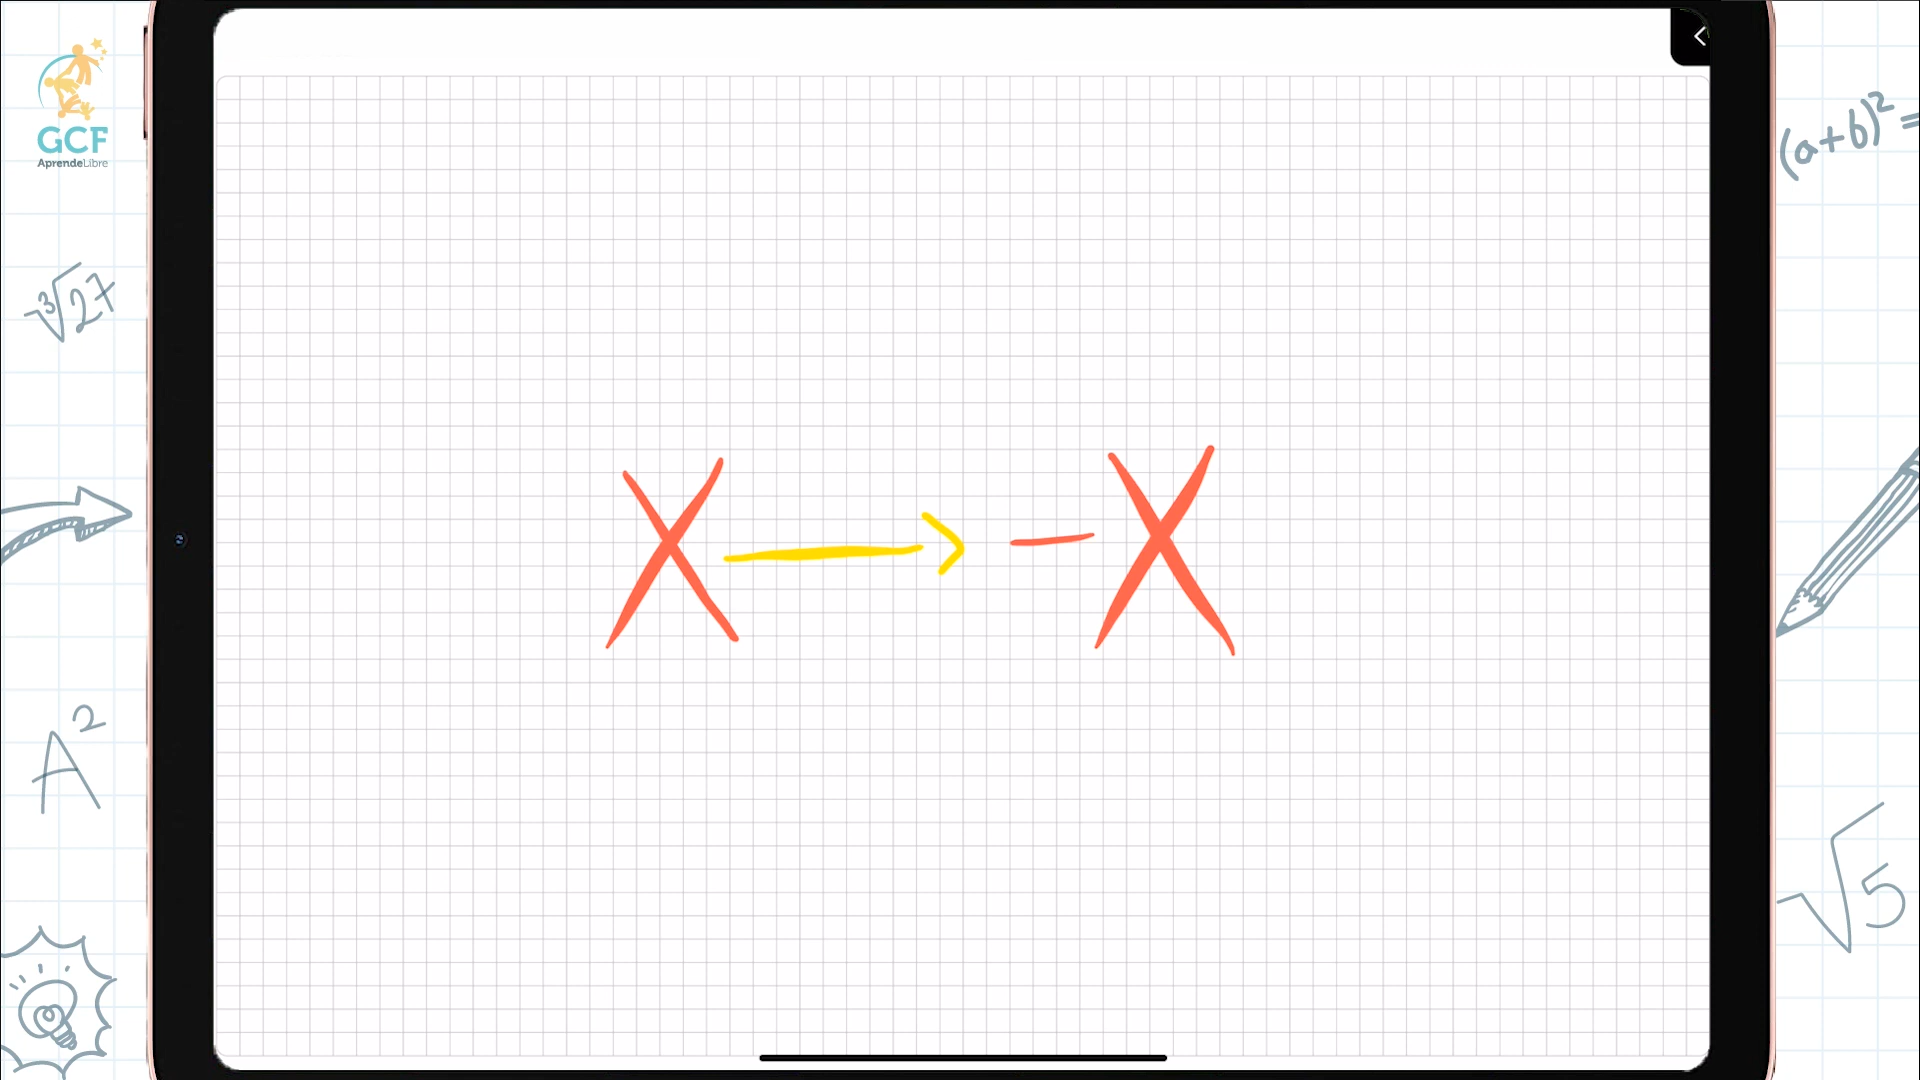 GCF
AprendeLibre
(a+b)²=
∛27
X → -X
A²
√5